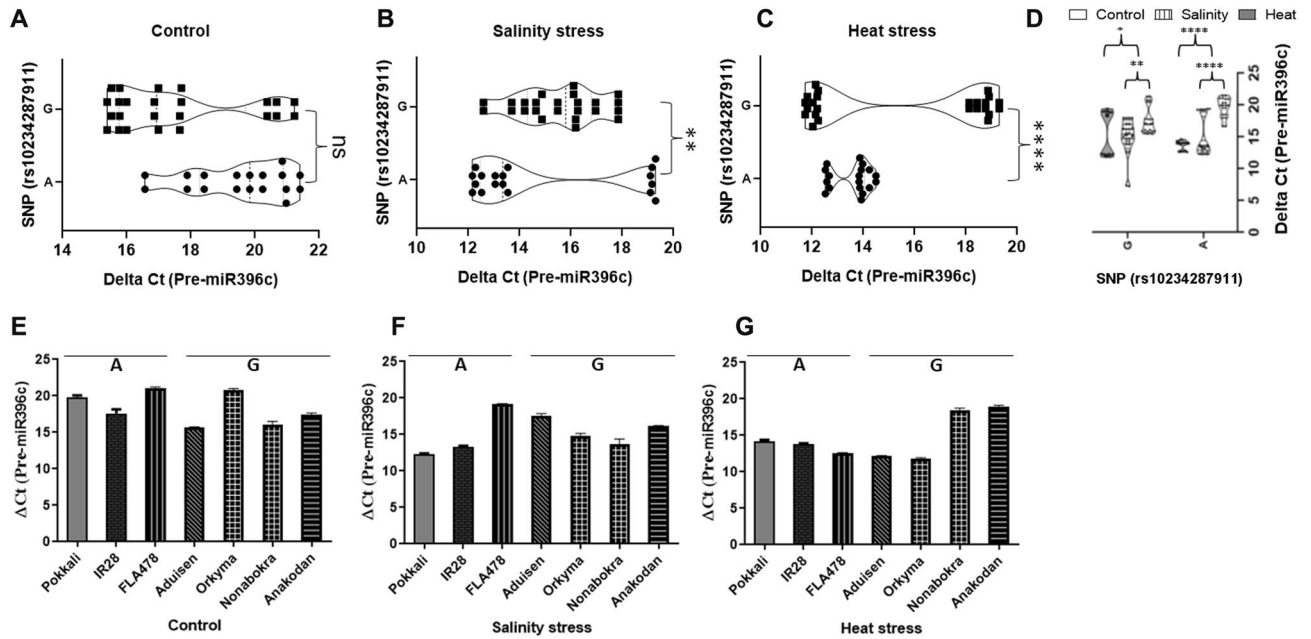 A
Control
SNP (rs10234287911)
G
A
ns
14 16 18 20 22
Delta Ct (Pre-miR396c)
B
Salinity stress
SNP (rs10234287911)
G
A
**
10 12 14 16 18 20
Delta Ct (Pre-miR396c)
C
Heat stress
SNP (rs10234287911)
G
A
****
10 12 14 16 18 20
Delta Ct (Pre-miR396c)
D
Control Salinity Heat
* ****
** ****
25
20
15
10
5
0
Delta Ct (Pre-miR396c)
G A
SNP (rs10234287911)
E
A G
25
20
15
10
5
0
ΔCt (Pre-miR396c)
Pokkali IR28 FLA478 Aduisen Orkyma Nonabokra Anakodan
Control
F
A G
25
20
15
10
5
0
ΔCt (Pre-miR396c)
Pokkali IR28 FLA478 Aduisen Orkyma Nonabokra Anakodan
Salinity stress
G
A G
25
20
15
10
5
0
ΔCt (Pre-miR396c)
Pokkali IR28 FLA478 Aduisen Orkyma Nonabokra Anakodan
Heat stress